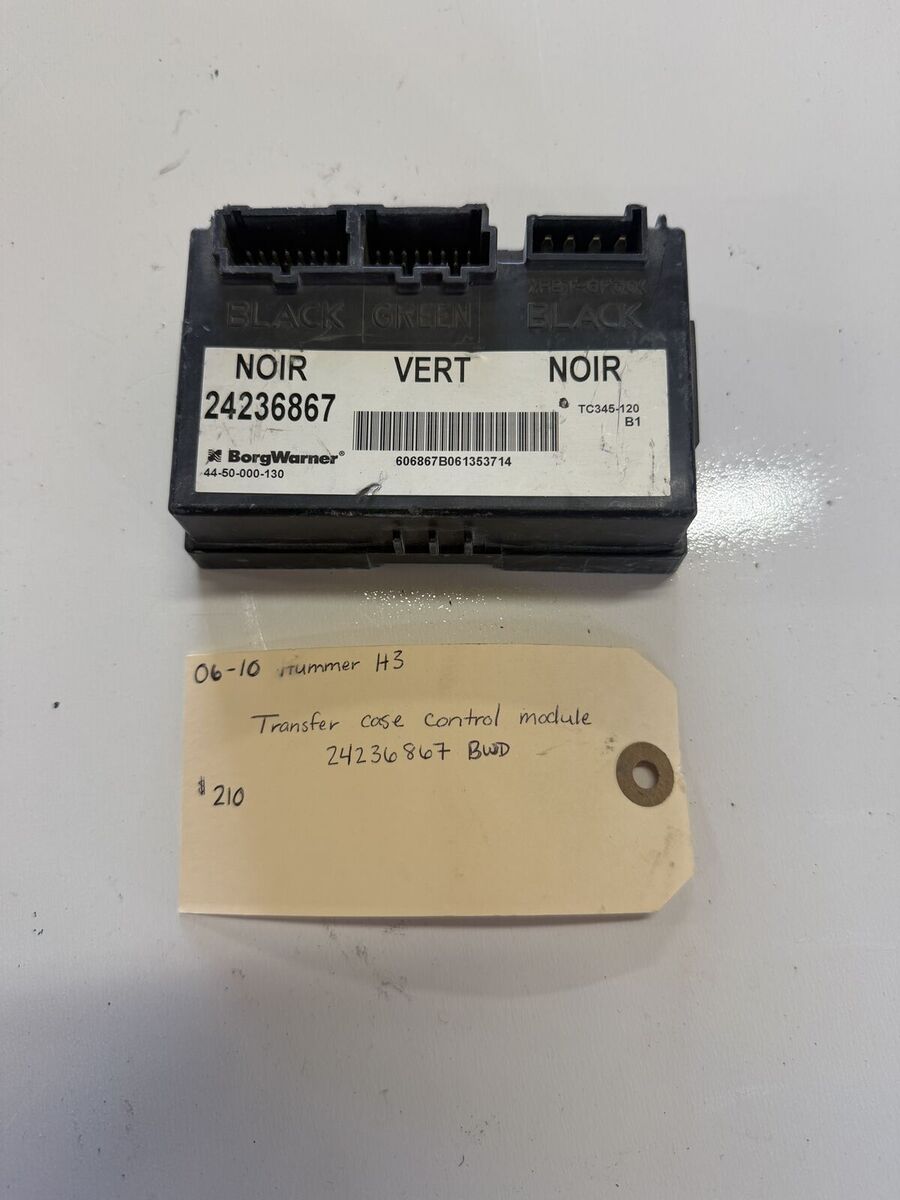 BLACK GREEN BLACK
NOIR VERT NOIR
24236867
TC345-120
B1
BorgWarner®
606867B061353714
44-50-000-130
06-10 Hummer H3
Transfer case control module
24236867 BWD
$210